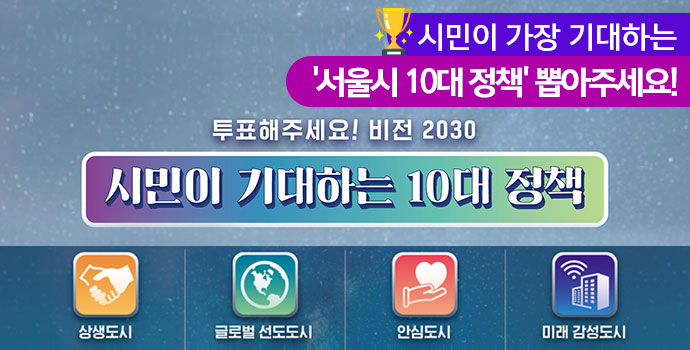 시민이 가장 기대하는
'서울시 10대 정책' 뽑아주세요!
투표해주세요! 비전 2030
시민이 기대하는 10대 정책
상생도시
글로벌 선도도시
안심도시
미래 감성도시